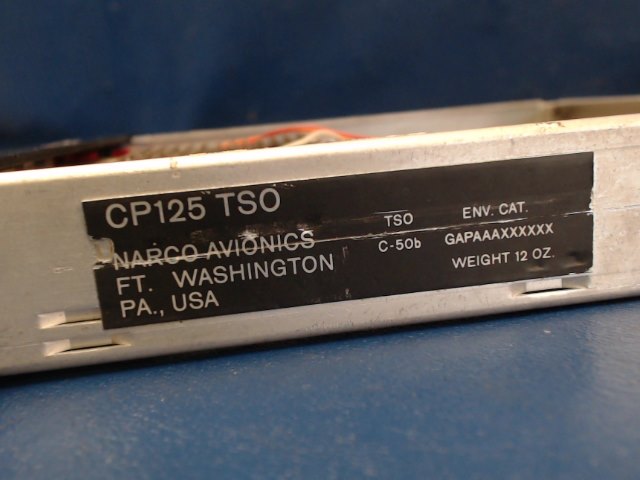 CP125 TSO
NARCO AVIONICS
FT. WASHINGTON
PA., USA
TSO
C-50b
ENV. CAT.
GAPAAAXXXXXX
WEIGHT 12 OZ.